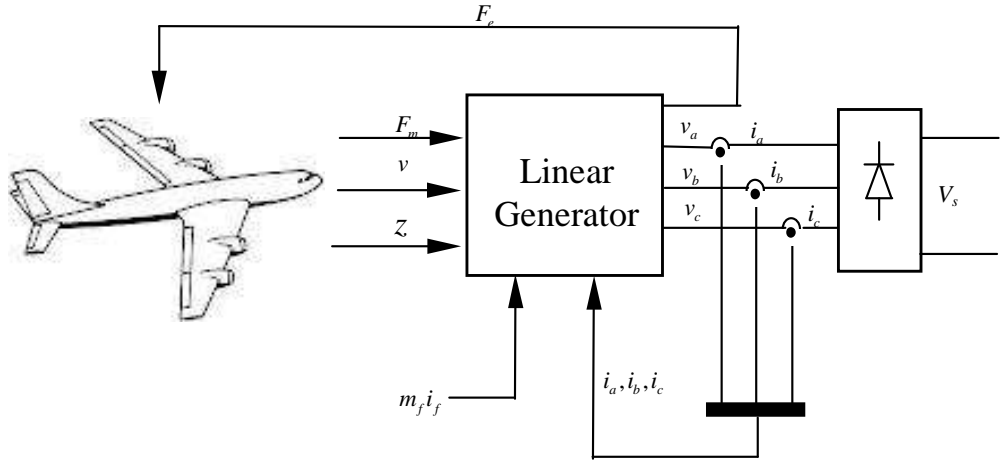 F_e
F_m
v
z
Linear
Generator
v_a
i_a
v_b
i_b
v_c
i_c
V_s
m_f i_f
i_a, i_b, i_c